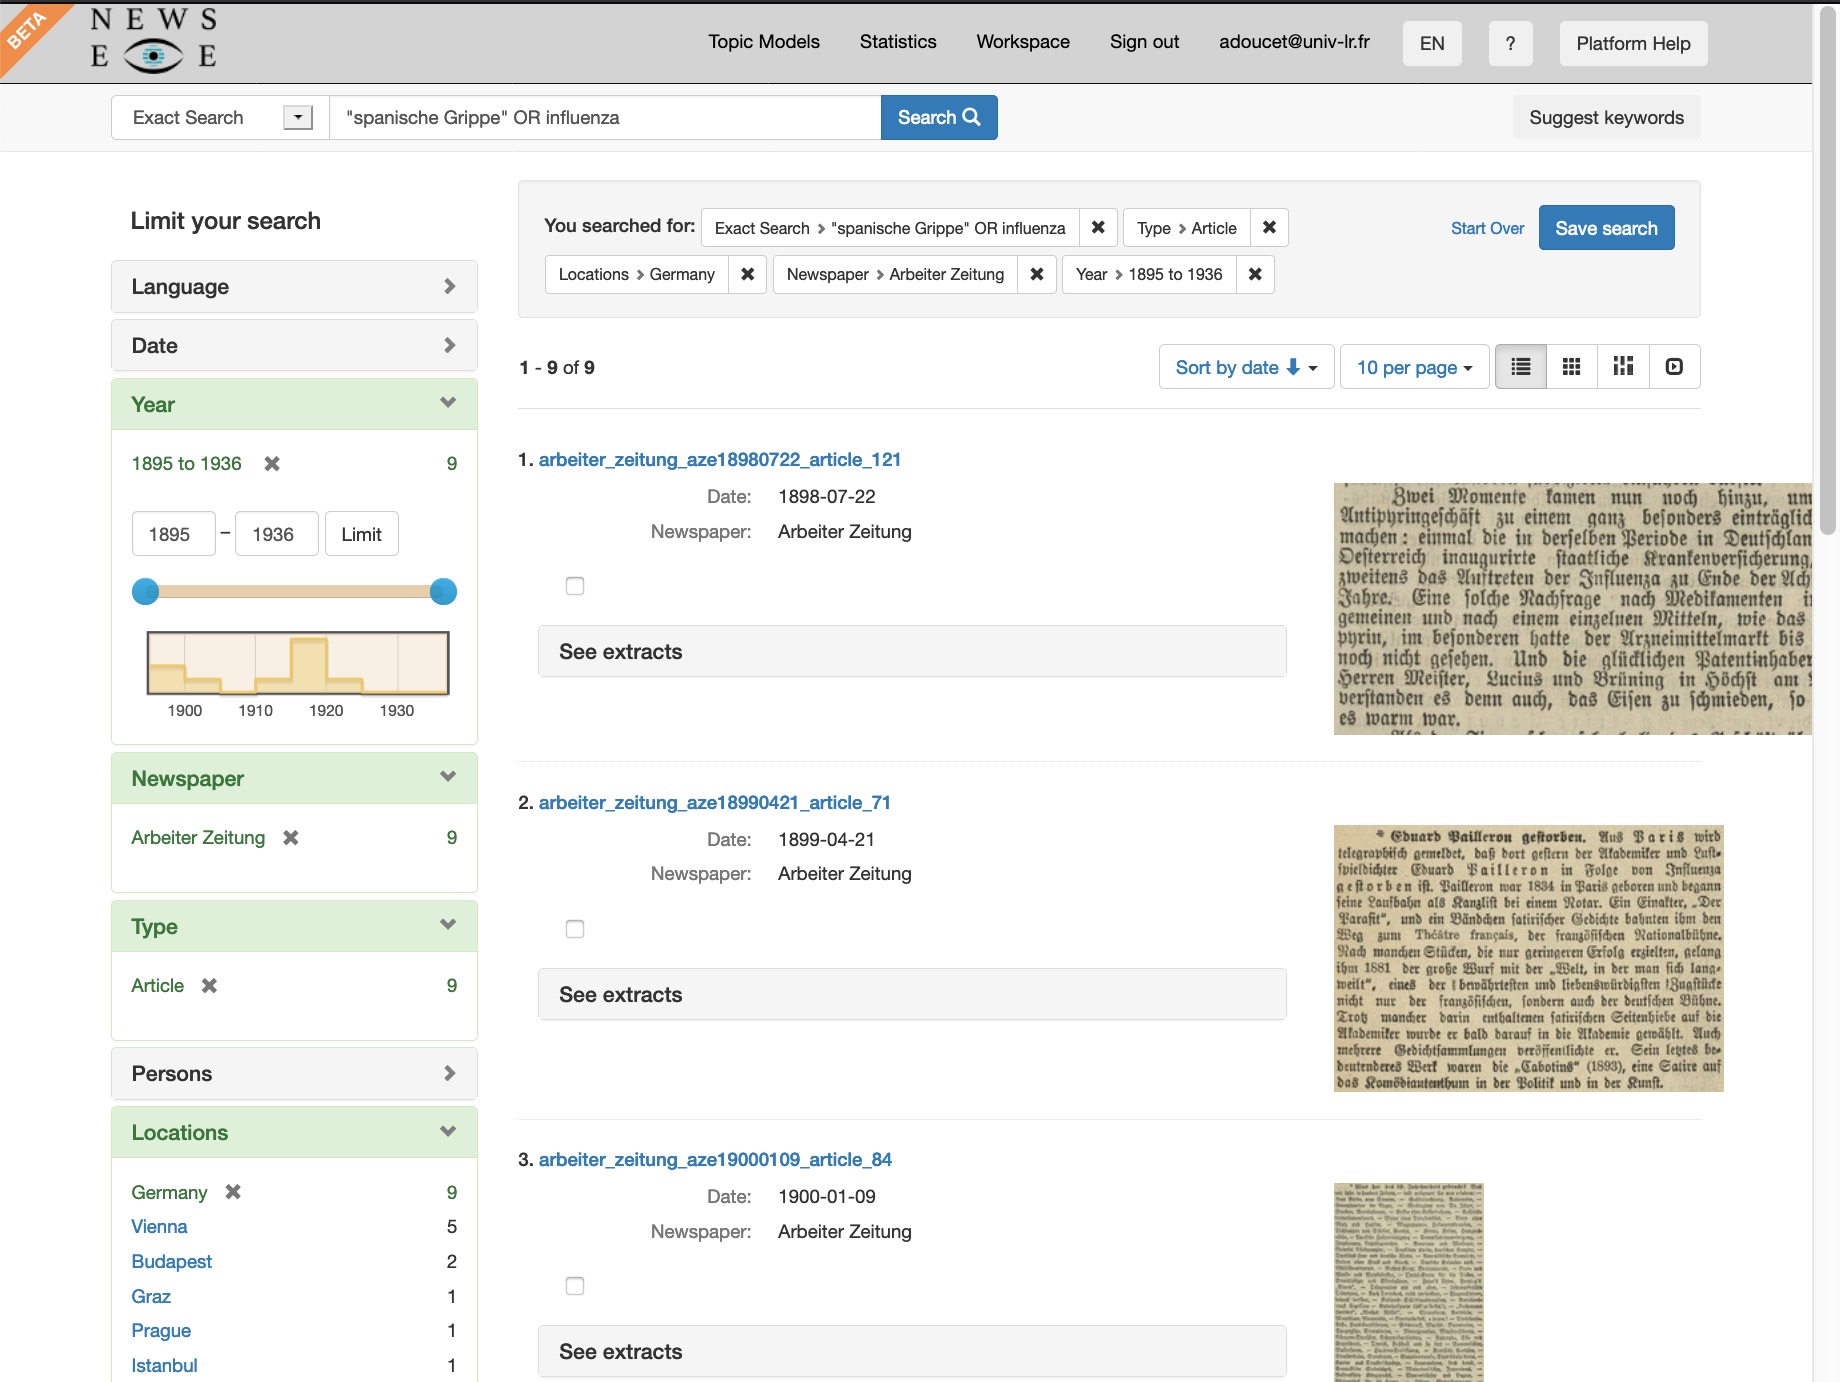 BETA
NEWS
E E
Topic Models
Statistics
Workspace
Sign out
adoucet@univ-lr.fr
EN
?
Platform Help
Exact Search
"spanische Grippe" OR influenza
Search
Suggest keywords
Limit your search
Language
Date
Year
1895 to 1936 ✖ 9
1895 – 1936 Limit
1900 1910 1920 1930
Newspaper
Arbeiter Zeitung ✖ 9
Type
Article ✖ 9
Persons
Locations
Germany ✖ 9
Vienna 5
Budapest 2
Graz 1
Prague 1
Istanbul 1
You searched for: Exact Search > "spanische Grippe" OR influenza ✖ Type > Article ✖
Start Over
Save search
Locations > Germany ✖ Newspaper > Arbeiter Zeitung ✖ Year > 1895 to 1936 ✖
1 - 9 of 9
Sort by date
10 per page
1. arbeiter_zeitung_aze18980722_article_121
Date: 1898-07-22
Newspaper: Arbeiter Zeitung
See extracts
Zwei Momente kamen nun noch hinzu, um
Antipyringeschäft zu einem ganz besonders einträglich
machen: einmal die in derselben Periode in Deutschlan
Oesterreich inaugurirte staatliche Krankenversicherung,
zweitens das Auftreten der Influenza zu Ende der Ach
Jahre. Eine solche Nachfrage nach Medikamenten i
gemeinen und nach einem einzelnen Mitteln, wie das
pyrin, im besonderen hatte der Arzneimittelmarkt bis
noch nicht gesehen. Und die glücklichen Patentinhaber
Herren Meister, Lucius und Brüning in Höchst am
verstanden es denn auch, das Eisen zu schmieden, so
es warm war.
2. arbeiter_zeitung_aze18990421_article_71
Date: 1899-04-21
Newspaper: Arbeiter Zeitung
See extracts
* Eduard Pailleron gestorben. Aus Paris wird
telegraphisch gemeldet, daß dort gestern der Akademiker und Lust-
spieldichter Eduard Pailleron in Folge von Influenza
gestorben ist. Pailleron war 1834 in Paris geboren und begann
seine Laufbahn als Kanzlist bei einem Notar. Ein Einakter, „Der
Parasit“, und ein Bändchen satirischer Gedichte bahnten ihm den
Weg zum Théâtre français, der französischen Nationalbühne.
Nach manchen Stücken, die nur geringeren Erfolg erzielten, gelang
ihm 1881 der große Wurf mit der „Welt, in der man sich lang-
weilt“, eines der bewährtesten und liebenswürdigsten Zugstücke
nicht nur der französischen, sondern auch der deutschen Bühne.
Trotz mancher darin enthaltenen satirischen Seitenhiebe auf die
Akademiker wurde er bald darauf in die Akademie gewählt. Auch
mehrere Gedichtsammlungen veröffentlichte er. Sein letztes be-
deutenderes Werk waren die „Cabotins“ (1893), eine Satire auf
das Komödiantenthum in der Politik und in der Kunst.
3. arbeiter_zeitung_aze19000109_article_84
Date: 1900-01-09
Newspaper: Arbeiter Zeitung
See extracts